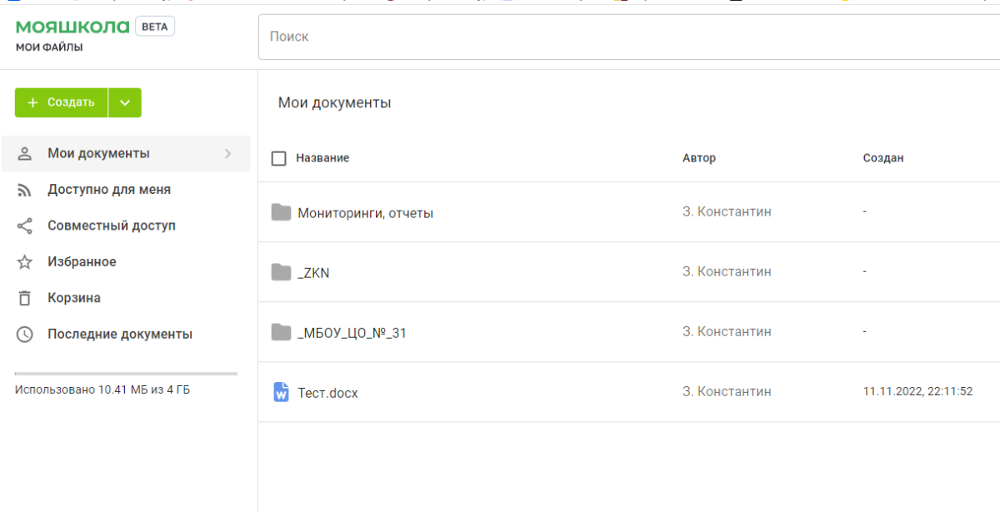 МОЯШКОЛА BETA
МОИ ФАЙЛЫ
Поиск
Создать
Мои документы
Доступно для меня
Совместный доступ
Избранное
Корзина
Последние документы
Использовано 10.41 МБ из 4 ГБ
Мои документы
Название Автор Создан
Мониторинги, отчеты З. Константин -
_ZKN З. Константин -
_МБОУ_ЦО_№_31 З. Константин -
Тест.docx З. Константин 11.11.2022, 22:11:52